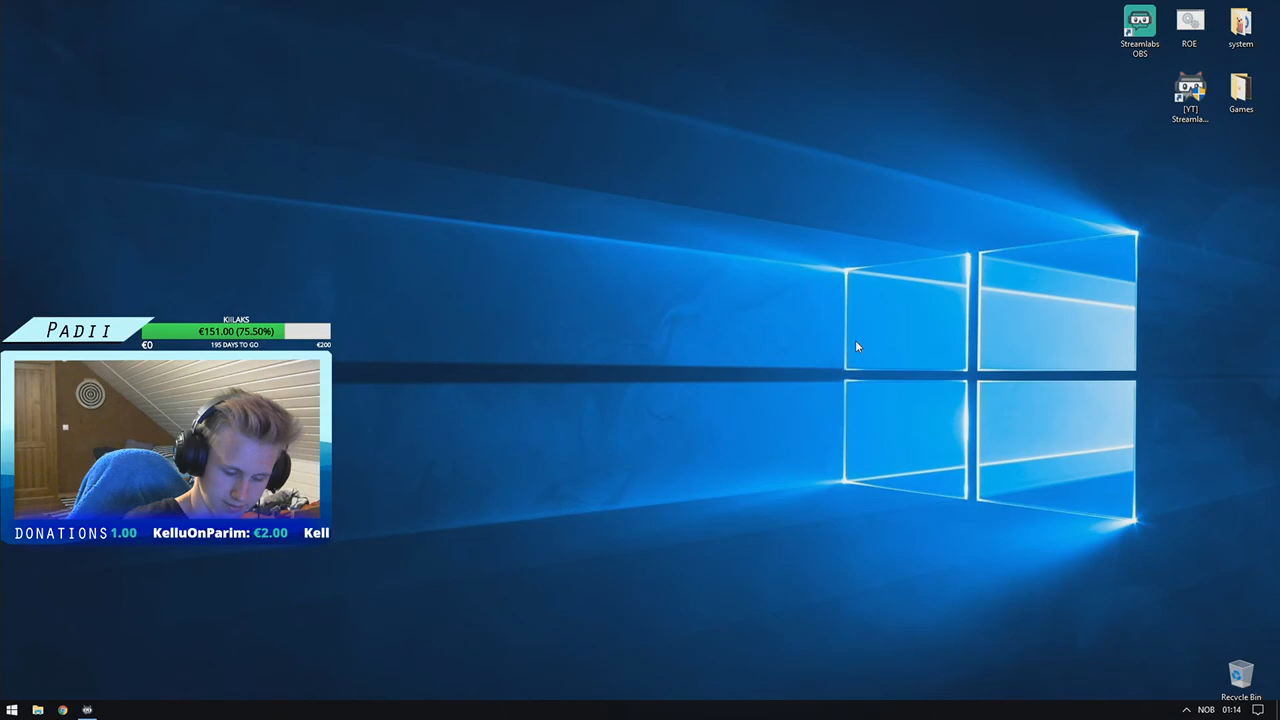 Streamlabs
OBS
ROE
system
[YT]
Streamla...
Games
PADII
KIILAKS
€151.00 (75.50%)
€0
195 DAYS TO GO
€200
DONATIONS 1.00 KelluOnParim: €2.00 Kell
Recycle Bin
NOB 01:14